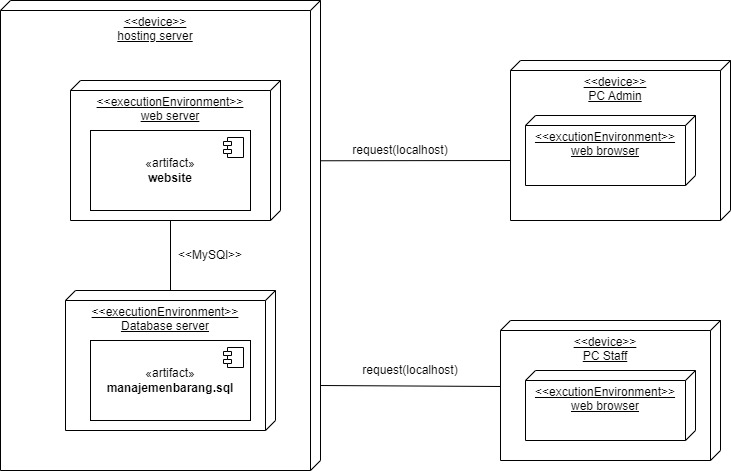 <<device>>
hosting server
<<executionEnvironment>>
web server
«artifact»
website
<<MySQl>>
<<executionEnvironment>>
Database server
«artifact»
manajemenbarang.sql
request(localhost)
<<device>>
PC Admin
<<excutionEnvironment>>
web browser
request(localhost)
<<device>>
PC Staff
<<excutionEnvironment>>
web browser